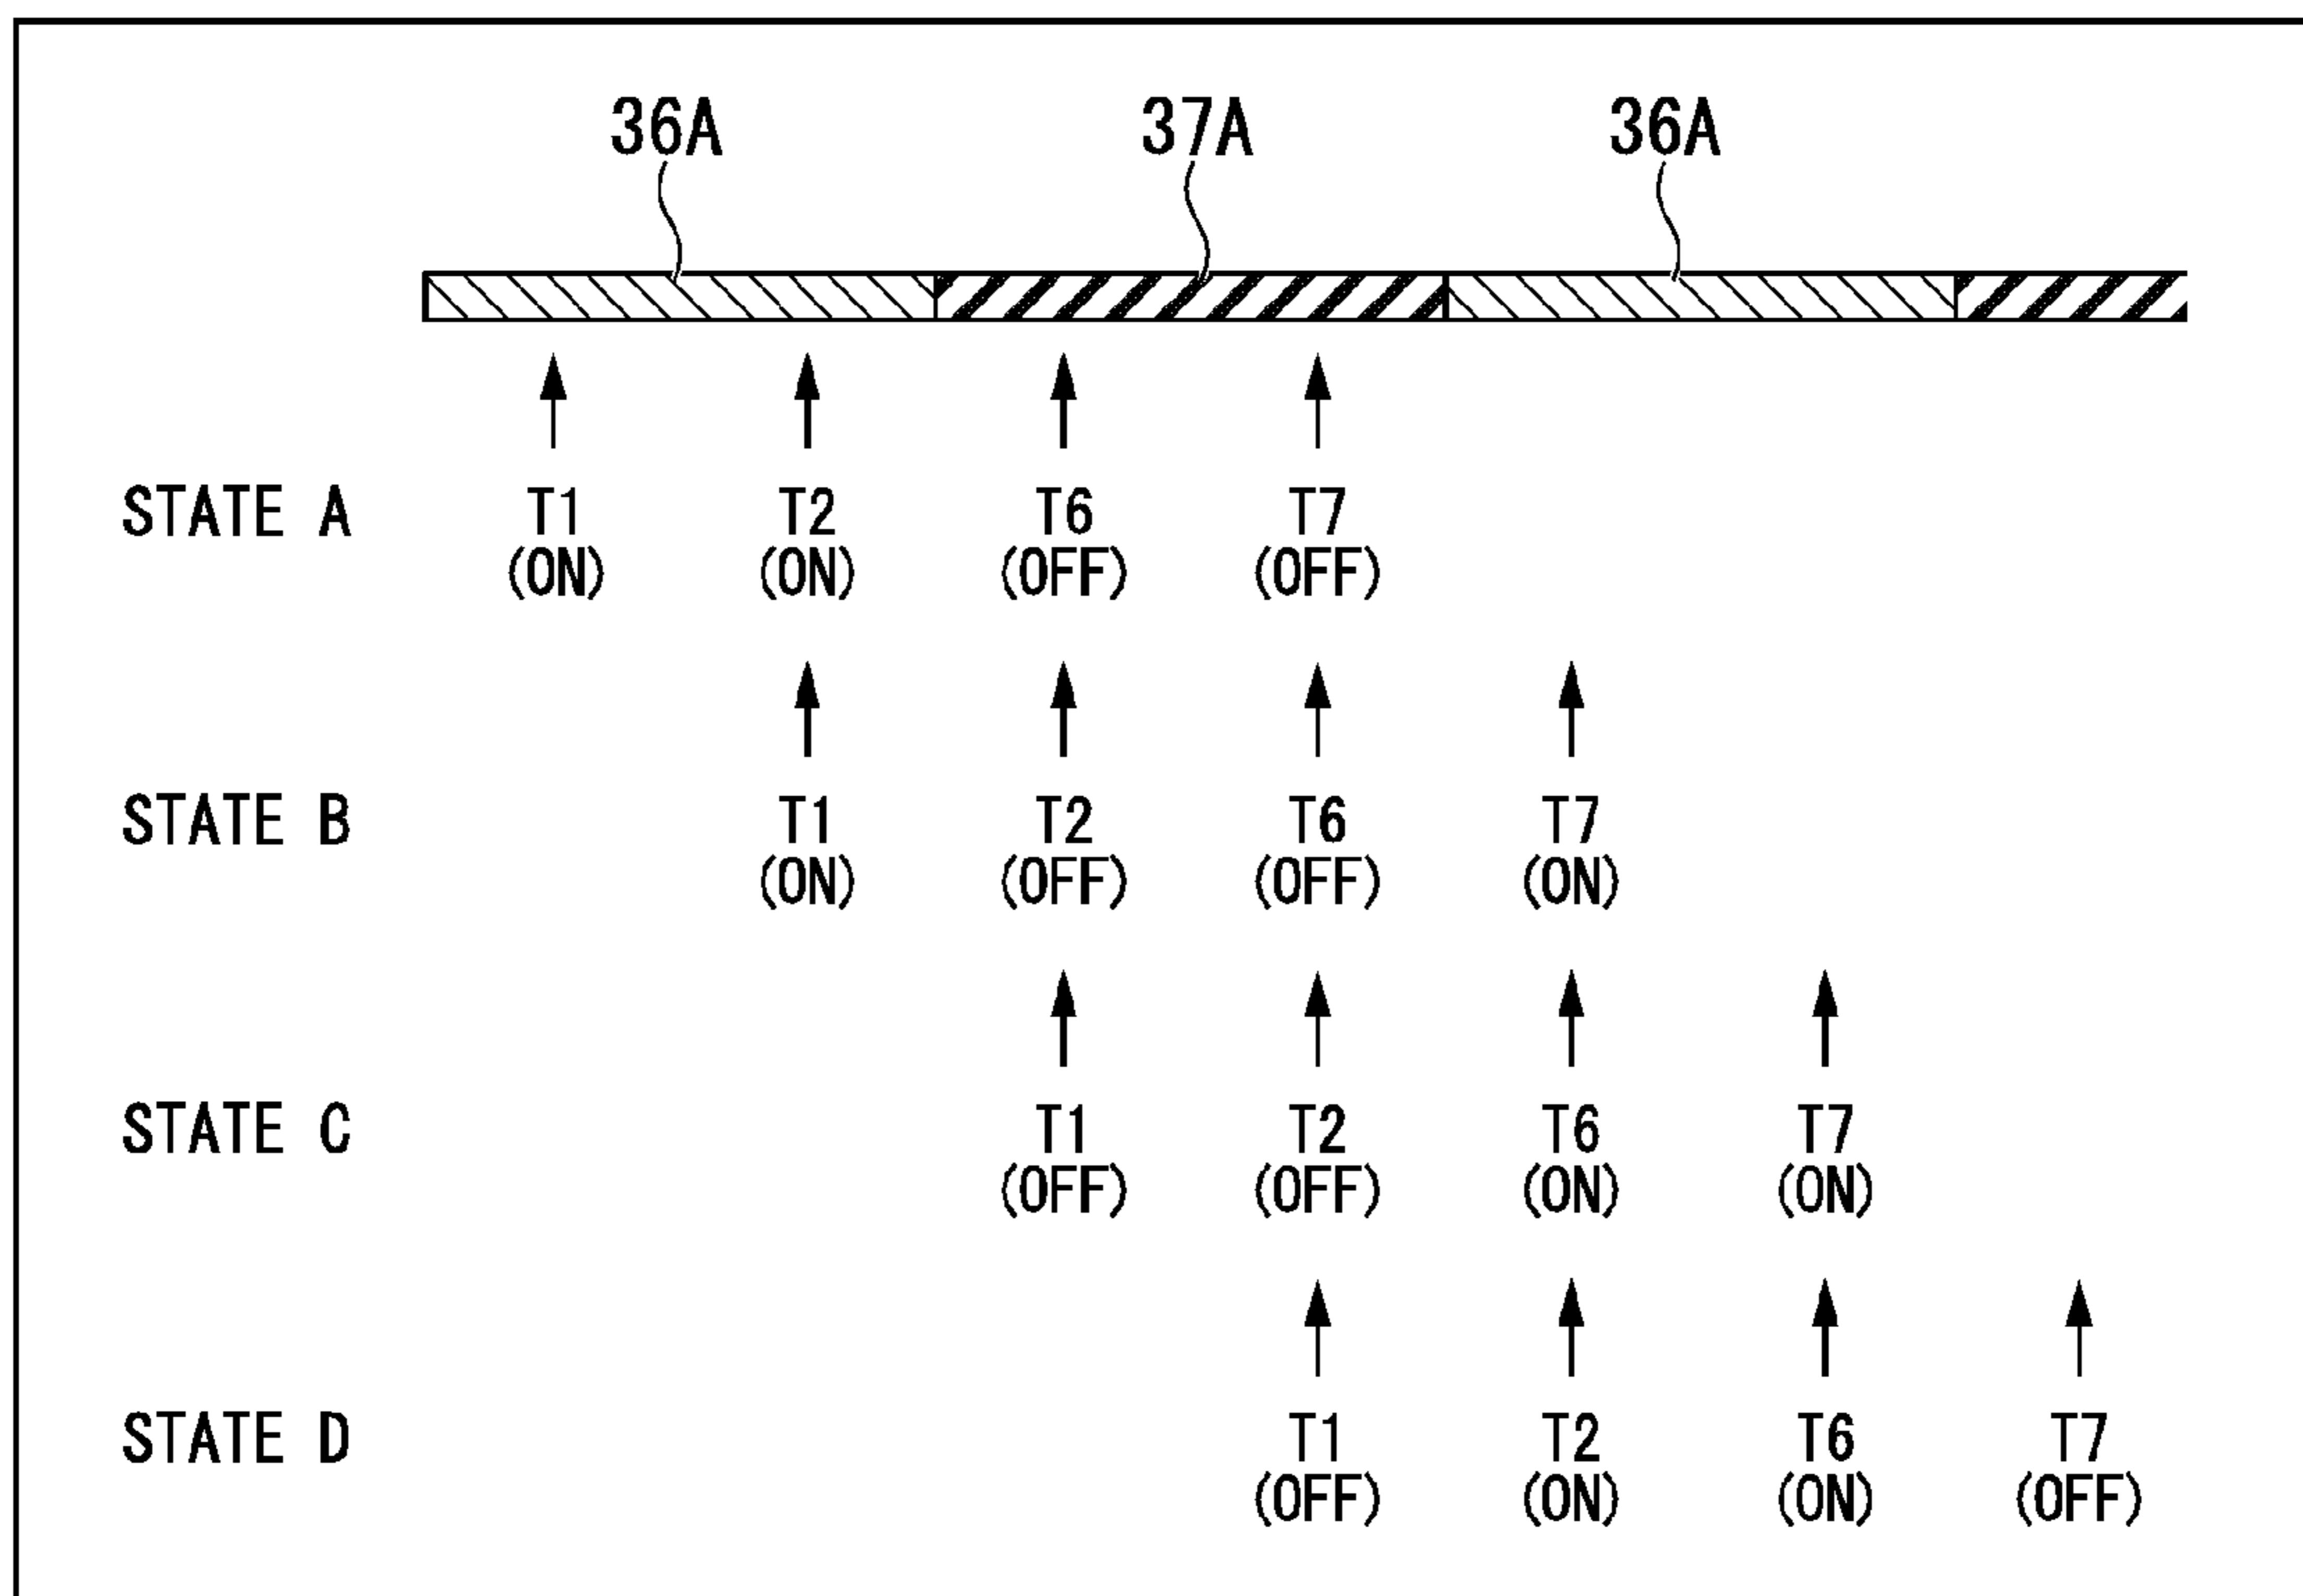 36A 37A 36A
STATE A T1 T2 T6 T7
(ON) (ON) (OFF) (OFF)
STATE B T1 T2 T6 T7
(ON) (OFF) (OFF) (ON)
STATE C T1 T2 T6 T7
(OFF) (OFF) (ON) (ON)
STATE D T1 T2 T6 T7
(OFF) (ON) (ON) (OFF)